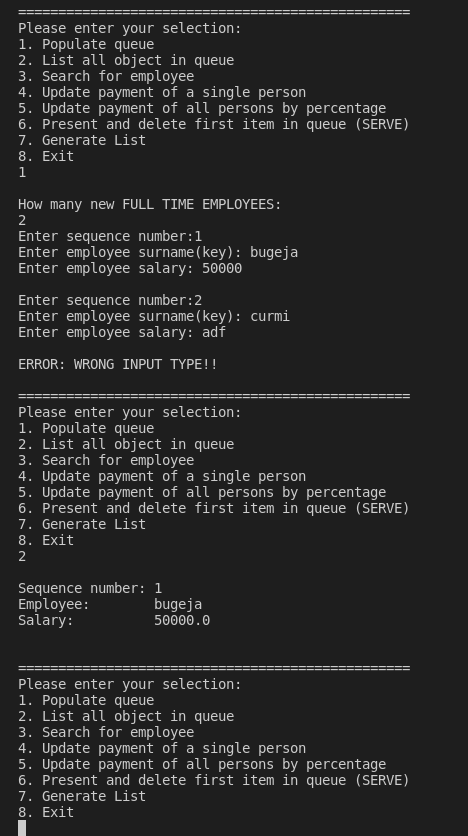 =================================================
Please enter your selection:
1. Populate queue
2. List all object in queue
3. Search for employee
4. Update payment of a single person
5. Update payment of all persons by percentage
6. Present and delete first item in queue (SERVE)
7. Generate List
8. Exit
1
How many new FULL TIME EMPLOYEES:
2
Enter sequence number:1
Enter employee surname(key): bugeja
Enter employee salary: 50000
Enter sequence number:2
Enter employee surname(key): curmi
Enter employee salary: adf
ERROR: WRONG INPUT TYPE!!
=================================================
Please enter your selection:
1. Populate queue
2. List all object in queue
3. Search for employee
4. Update payment of a single person
5. Update payment of all persons by percentage
6. Present and delete first item in queue (SERVE)
7. Generate List
8. Exit
2
Sequence number: 1
Employee:        bugeja
Salary:          50000.0
=================================================
Please enter your selection:
1. Populate queue
2. List all object in queue
3. Search for employee
4. Update payment of a single person
5. Update payment of all persons by percentage
6. Present and delete first item in queue (SERVE)
7. Generate List
8. Exit